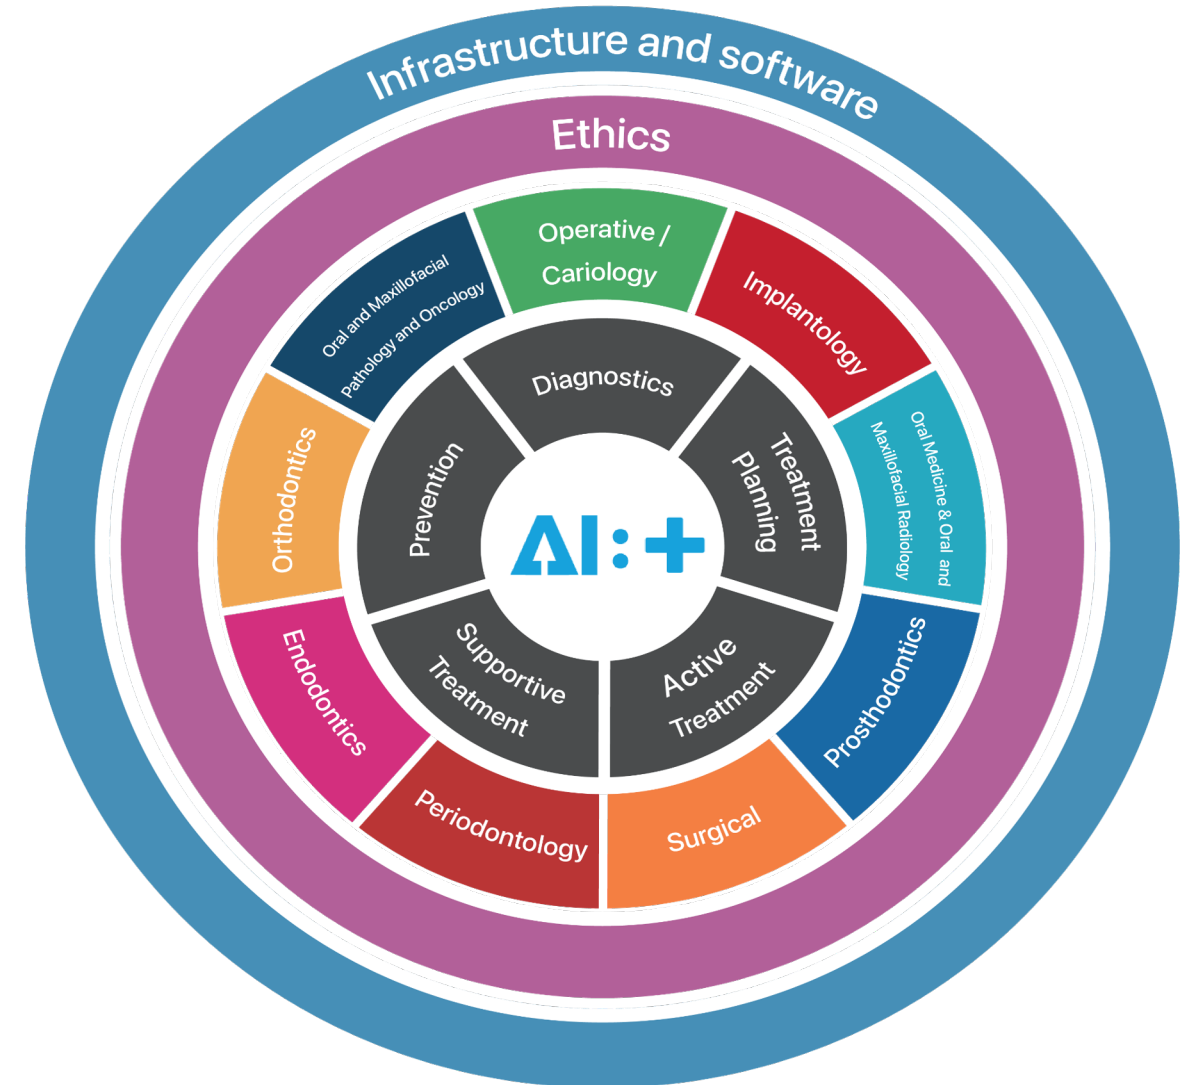 Infrastructure and software
Ethics
Operative /
Cariology
Implantology
Oral Medicine & Oral and
Maxillofacial Radiology
Prosthodontics
Surgical
Periodontology
Endodontics
Orthodontics
Oral and Maxillofacial
Pathology and Oncology
Diagnostics
Treatment
Planning
Active
Treatment
Supportive
Treatment
Prevention
AI:+